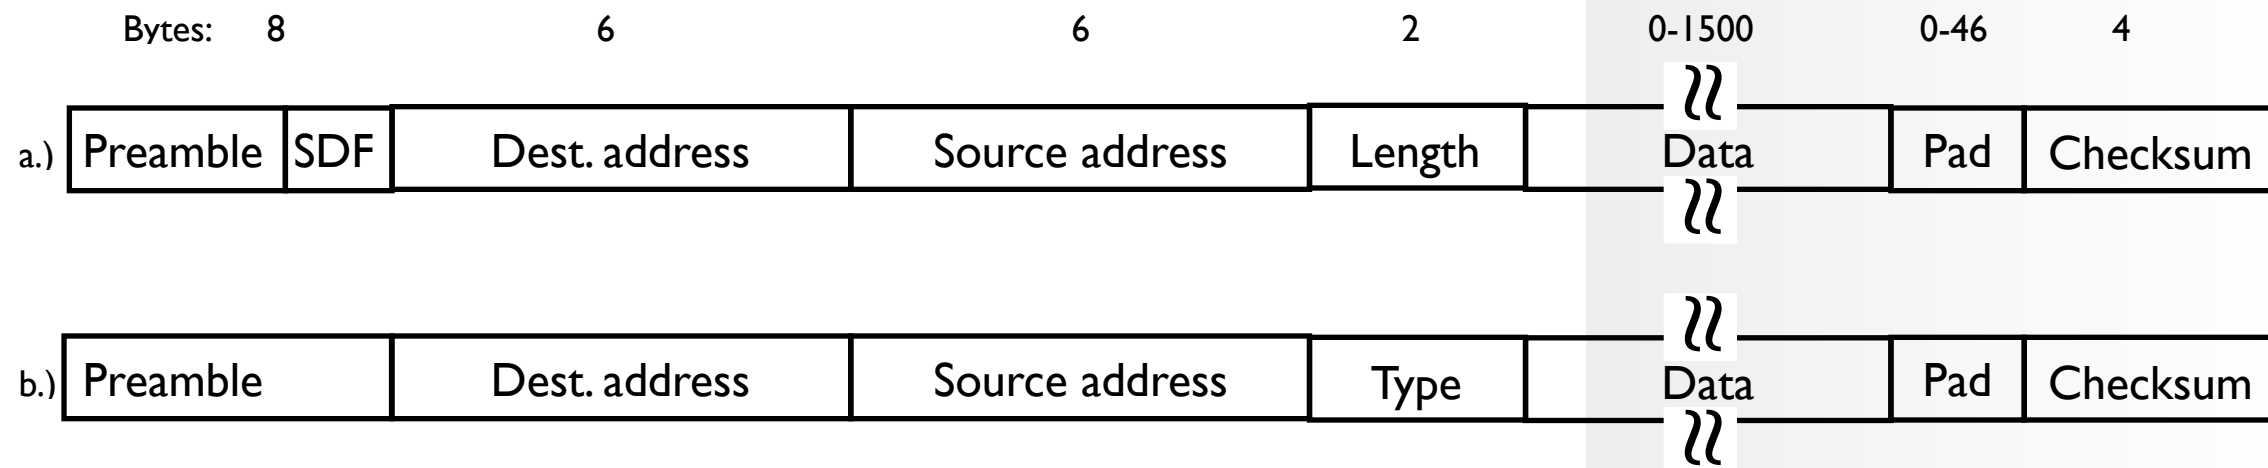 Bytes: 8 6 6 2 0-1500 0-46 4
a.) Preamble SDF Dest. address Source address Length Data Pad Checksum
b.) Preamble Dest. address Source address Type Data Pad Checksum